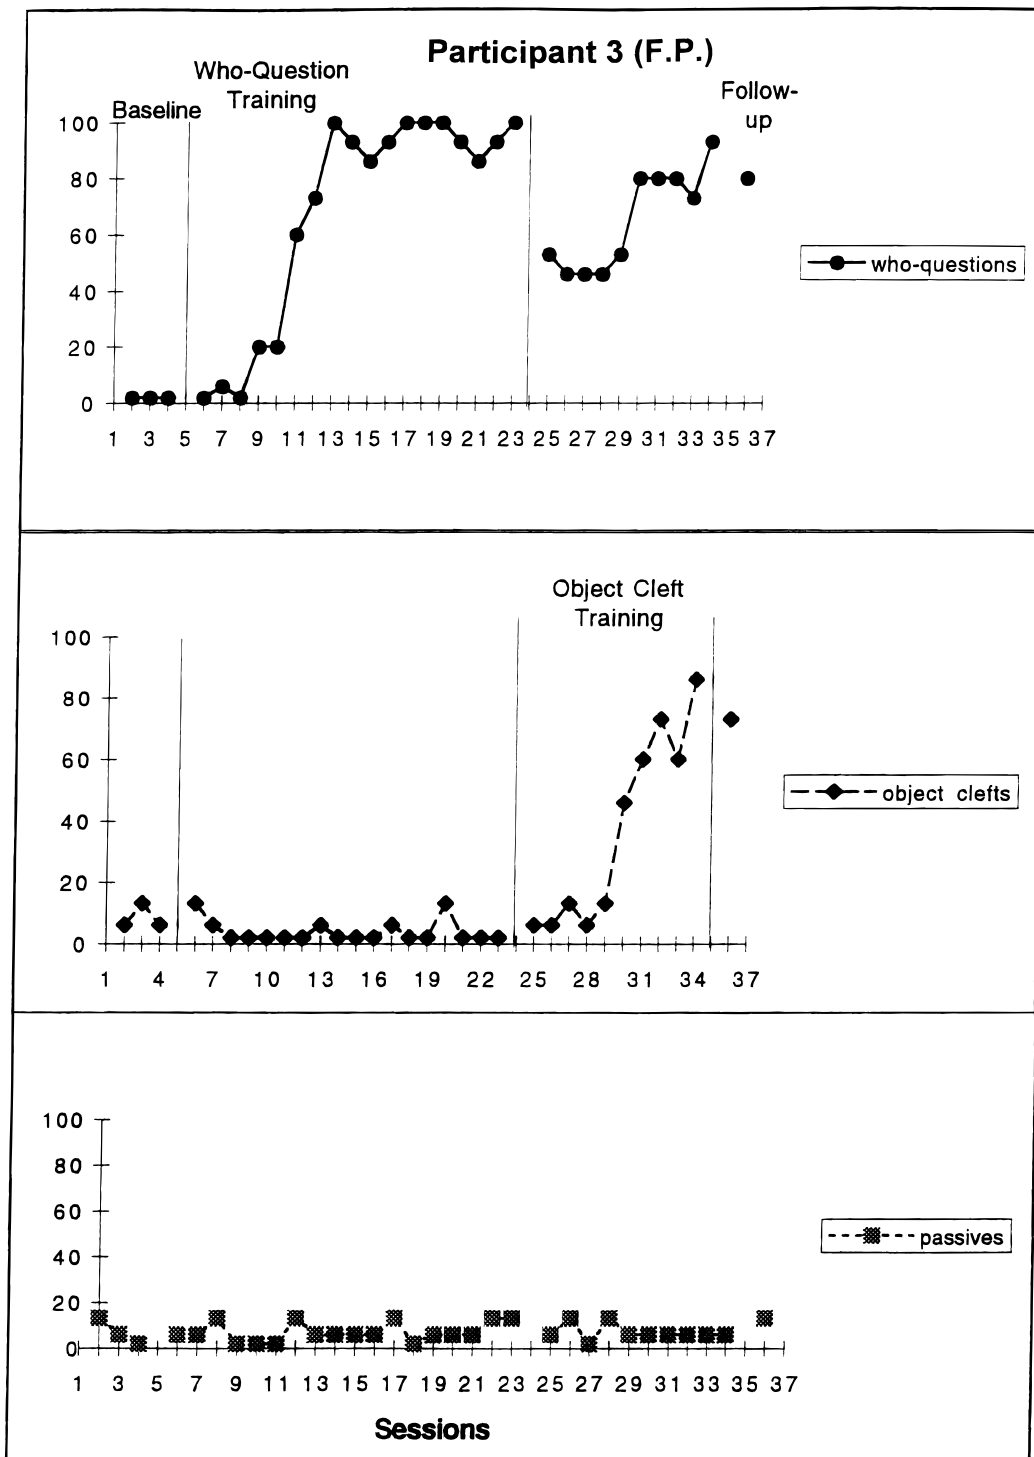 Participant 3 (F.P.)
Who-Question
Training
Baseline
Follow-
up
100
80
60
40
20
0
1 3 5 7 9 11 13 15 17 19 21 23 25 27 29 31 33 35 37
who-questions
Object Cleft
Training
100
80
60
40
20
0
1 4 7 10 13 16 19 22 25 28 31 34 37
object clefts
100
80
60
40
20
0
1 3 5 7 9 11 13 15 17 19 21 23 25 27 29 31 33 35 37
passives
Sessions